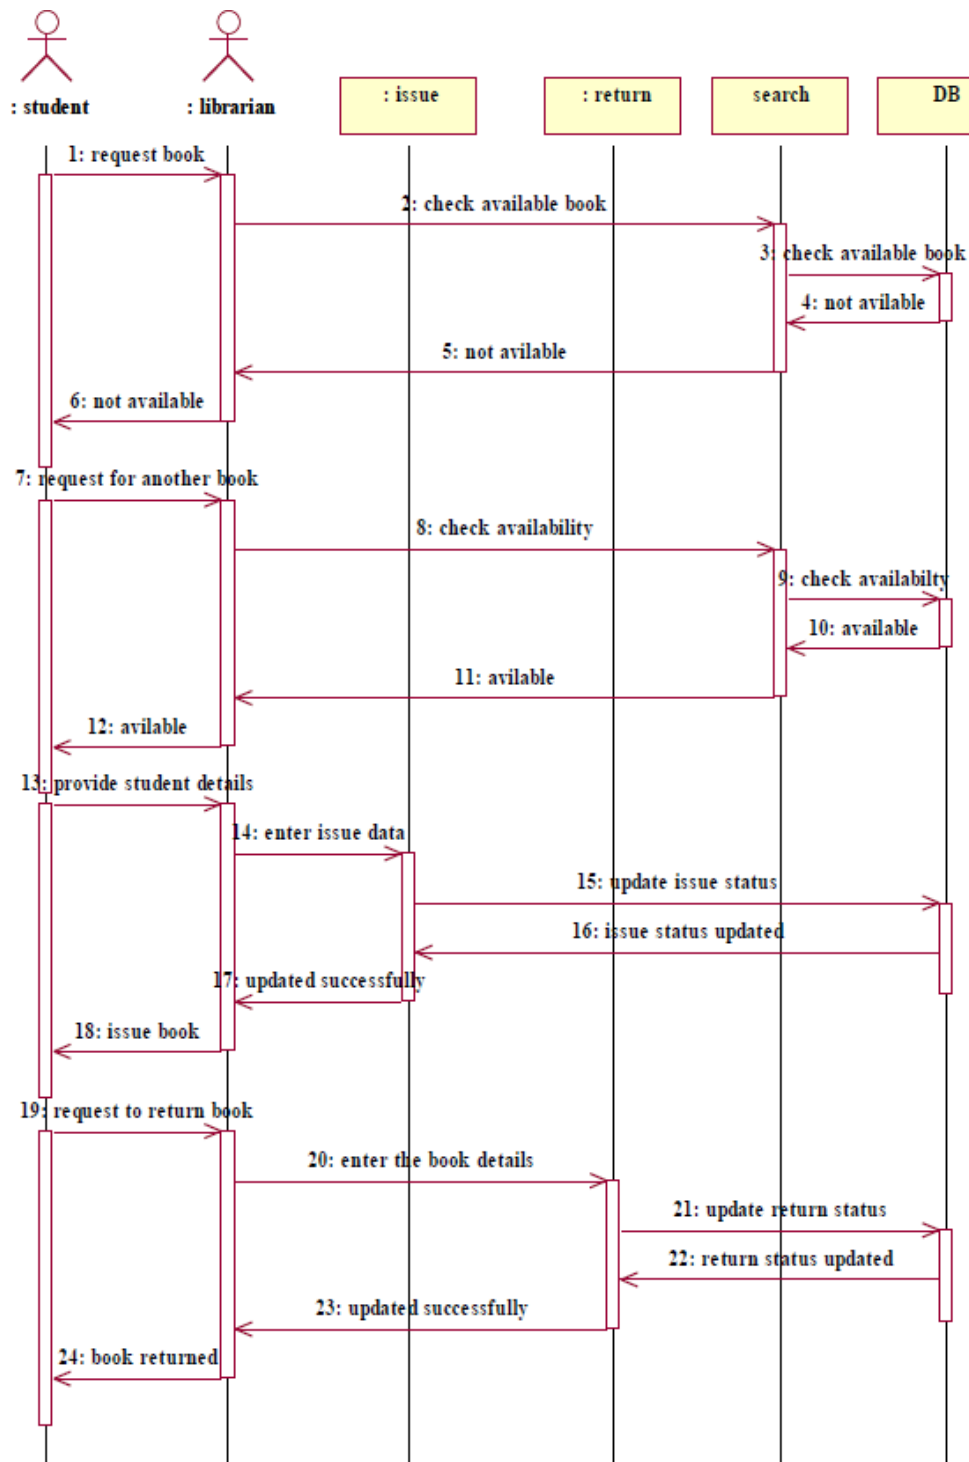 : student
: librarian
: issue
: return
search
DB
1: request book
2: check available book
3: check available book
4: not avilable
5: not avilable
6: not available
7: request for another book
8: check availability
9: check availabilty
10: available
11: avilable
12: avilable
13: provide student details
14: enter issue data
15: update issue status
16: issue status updated
17: updated successfully
18: issue book
19: request to return book
20: enter the book details
21: update return status
22: return status updated
23: updated successfully
24: book returned